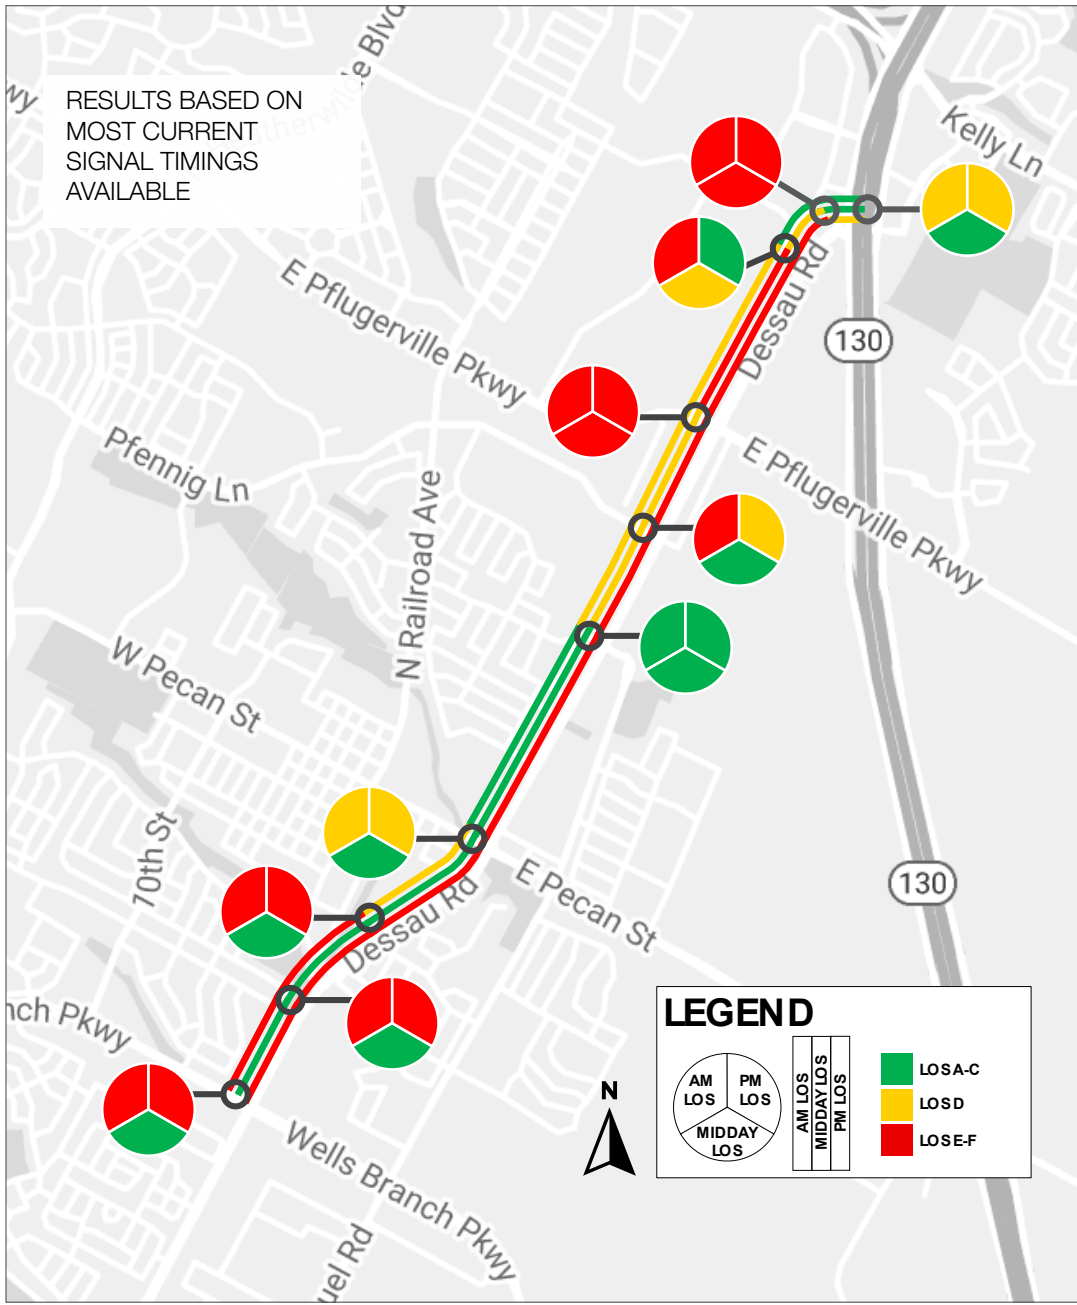 RESULTS BASED ON
MOST CURRENT
SIGNAL TIMINGS
AVAILABLE
Kelly Ln
E Pflugerville Pkwy
Dessau Rd
130
E Pflugerville Pkwy
Pfennig Ln
N Railroad Ave
W Pecan St
70th St
E Pecan St
130
Dessau Rd
nch Pkwy
Wells Branch Pkwy
uel Rd
N
LEGEND
AM
LOS
PM
LOS
MIDDAY
LOS
AM LOS
MIDDAY LOS
PM LOS
LOS A-C
LOS D
LOS E-F